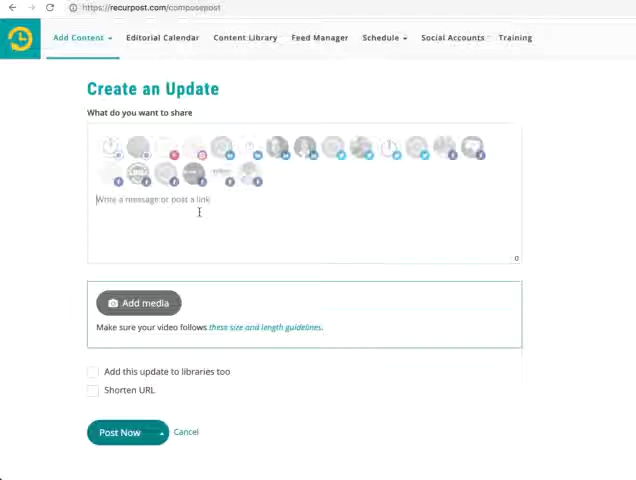 https://recurpost.com/composepost
Add Content Editorial Calendar Content Library Feed Manager Schedule Social Accounts Training
Create an Update
What do you want to share
Write a message or post a link
0
Add media
Make sure your video follows these size and length guidelines.
Add this update to libraries too
Shorten URL
Post Now Cancel